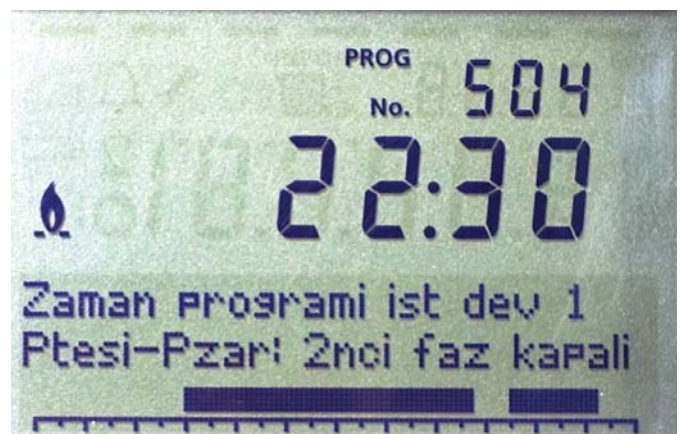 PROG
No. 504
22:30
Zaman programi ist dev 1
Ptesi-Pzar: 2nci faz kapali